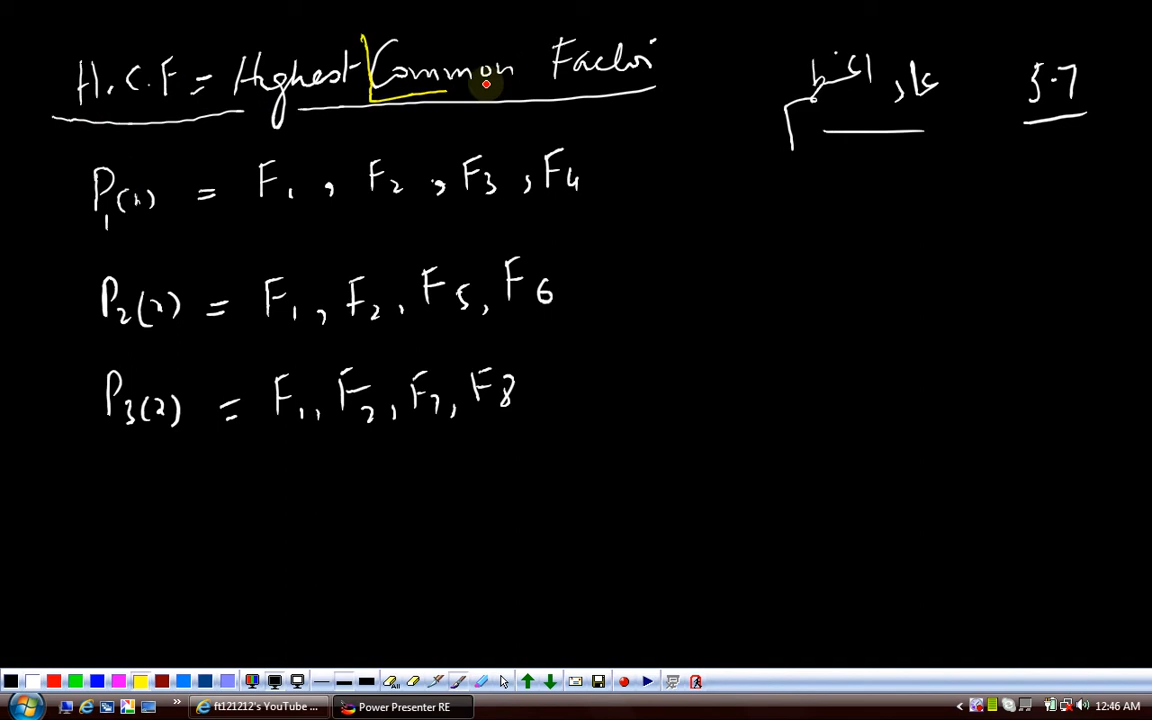 H.C.F = Highest Common Factor عاد اعظم 5.7
P1(x) = F1 , F2 , F3 , F4
P2(x) = F1 , F2 , F5 , F6
P3(x) = F1 , F2 , F7 , F8
ft121212's YouTube ... Power Presenter RE 12:46 AM